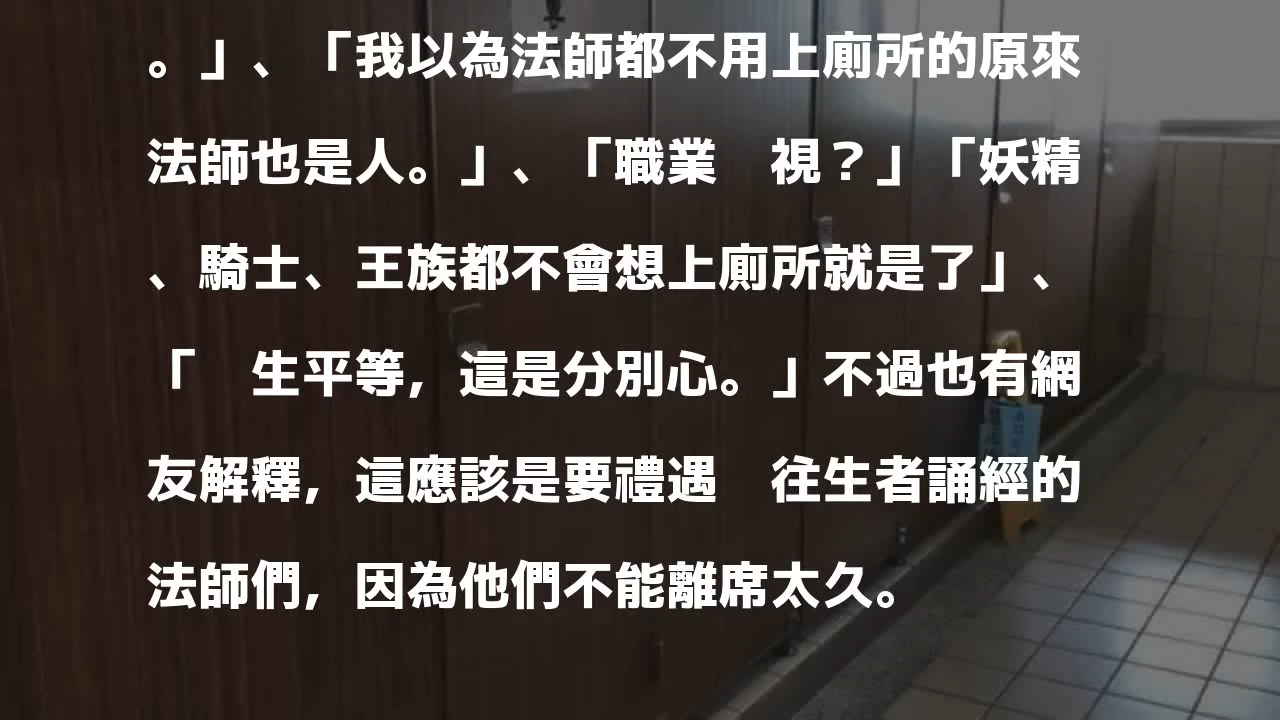 。」、「我以為法師都不用上廁所的原來
法師也是人。」、「職業　視？」「妖精
、騎士、王族都不會想上廁所就是了」、
「　生平等，這是分別心。」不過也有網
友解釋，這應該是要禮遇　往生者誦經的
法師們，因為他們不能離席太久。